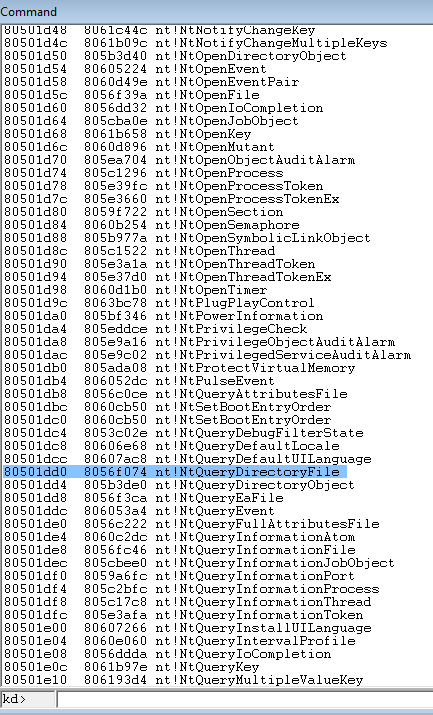 Command
80501d48 8061c44c nt!NtNotifyChangeKey
80501d4c 8061b09c nt!NtNotifyChangeMultipleKeys
80501d50 805b3d40 nt!NtOpenDirectoryObject
80501d54 80605224 nt!NtOpenEvent
80501d58 8060d49e nt!NtOpenEventPair
80501d5c 8056f39a nt!NtOpenFile
80501d60 8056dd32 nt!NtOpenIoCompletion
80501d64 805cba0e nt!NtOpenJobObject
80501d68 8061b658 nt!NtOpenKey
80501d6c 8060d896 nt!NtOpenMutant
80501d70 805ea704 nt!NtOpenObjectAuditAlarm
80501d74 805c1296 nt!NtOpenProcess
80501d78 805e39fc nt!NtOpenProcessToken
80501d7c 805e3660 nt!NtOpenProcessTokenEx
80501d80 8059f722 nt!NtOpenSection
80501d84 8060b254 nt!NtOpenSemaphore
80501d88 805b977a nt!NtOpenSymbolicLinkObject
80501d8c 805c1522 nt!NtOpenThread
80501d90 805e3a1a nt!NtOpenThreadToken
80501d94 805e37d0 nt!NtOpenThreadTokenEx
80501d98 8060d1b0 nt!NtOpenTimer
80501d9c 8063bc78 nt!NtPlugPlayControl
80501da0 805bf346 nt!NtPowerInformation
80501da4 805eddce nt!NtPrivilegeCheck
80501da8 805e9a16 nt!NtPrivilegeObjectAuditAlarm
80501dac 805e9c02 nt!NtPrivilegedServiceAuditAlarm
80501db0 805ada08 nt!NtProtectVirtualMemory
80501db4 806052dc nt!NtPulseEvent
80501db8 8056c0ce nt!NtQueryAttributesFile
80501dbc 8060cb50 nt!NtSetBootEntryOrder
80501dc0 8060cb50 nt!NtSetBootEntryOrder
80501dc4 8053c02e nt!NtQueryDebugFilterState
80501dc8 80606e68 nt!NtQueryDefaultLocale
80501dcc 80607ac8 nt!NtQueryDefaultUILanguage
80501dd0 8056f074 nt!NtQueryDirectoryFile
80501dd4 805b3de0 nt!NtQueryDirectoryObject
80501dd8 8056f3ca nt!NtQueryEaFile
80501ddc 806053a4 nt!NtQueryEvent
80501de0 8056c222 nt!NtQueryFullAttributesFile
80501de4 8060c2dc nt!NtQueryInformationAtom
80501de8 8056fc46 nt!NtQueryInformationFile
80501dec 805cbee0 nt!NtQueryInformationJobObject
80501df0 8059a6fc nt!NtQueryInformationPort
80501df4 805c2bfc nt!NtQueryInformationProcess
80501df8 805c17c8 nt!NtQueryInformationThread
80501dfc 805e3afa nt!NtQueryInformationToken
80501e00 80607266 nt!NtQueryInstallUILanguage
80501e04 8060e060 nt!NtQueryIntervalProfile
80501e08 8056ddda nt!NtQueryIoCompletion
80501e0c 8061b97e nt!NtQueryKey
80501e10 806193d4 nt!NtQueryMultipleValueKey
kd>